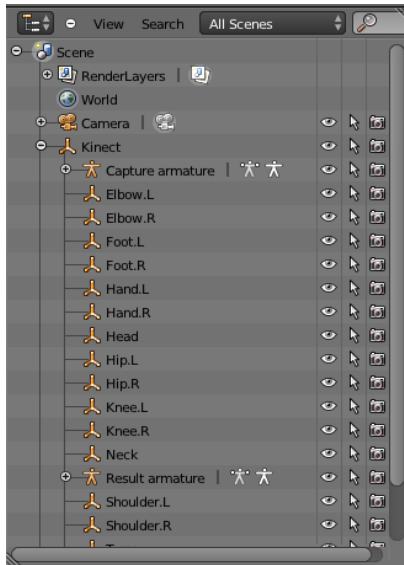 View Search All Scenes
Scene
RenderLayers |
World
Camera |
Kinect
Capture armature |
Elbow.L
Elbow.R
Foot.L
Foot.R
Hand.L
Hand.R
Head
Hip.L
Hip.R
Knee.L
Knee.R
Neck
Result armature |
Shoulder.L
Shoulder.R